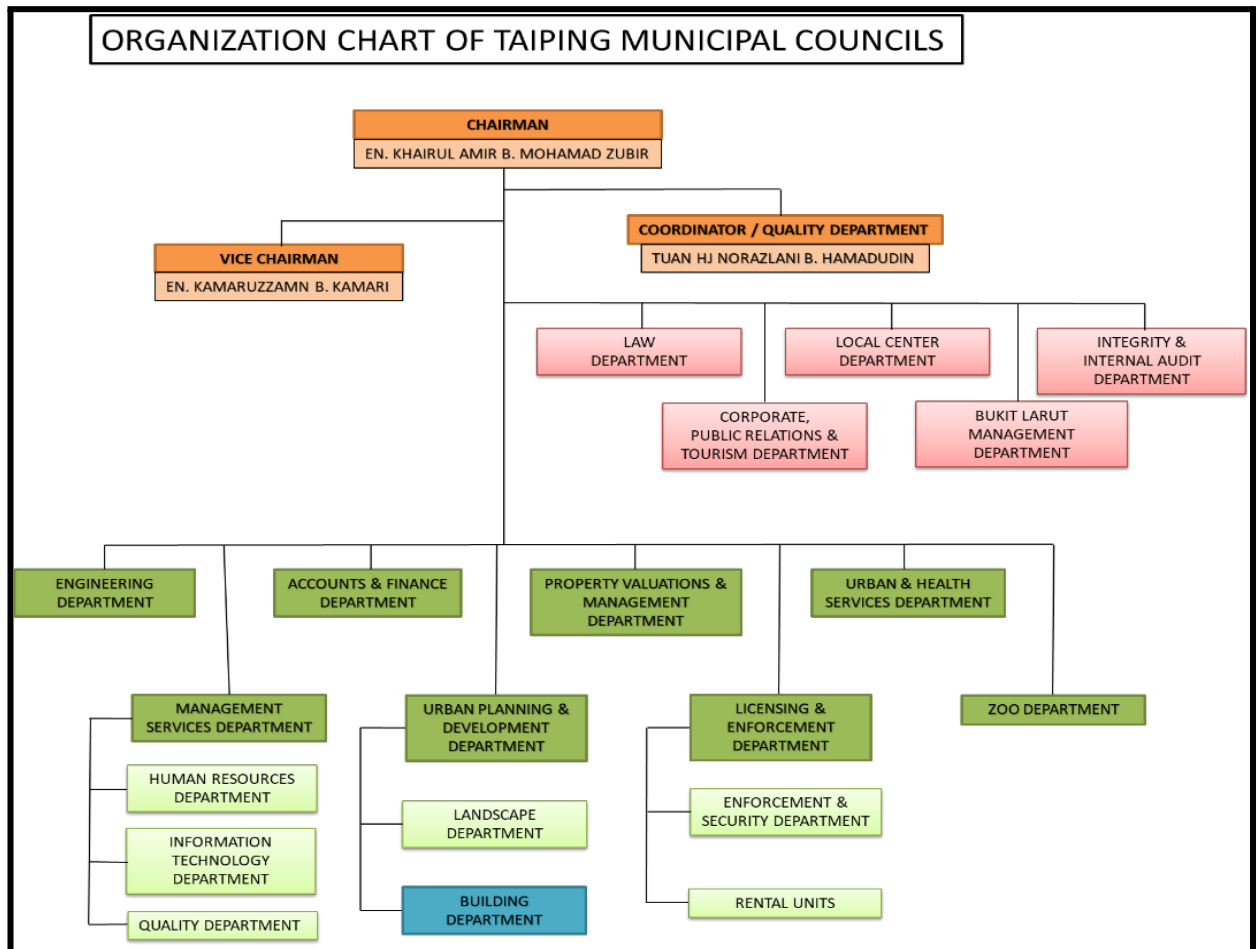 ORGANIZATION CHART OF TAIPING MUNICIPAL COUNCILS
CHAIRMAN
EN. KHAIRUL AMIR B. MOHAMAD ZUBIR
COORDINATOR / QUALITY DEPARTMENT
TUAN HJ NORAZLANI B. HAMADUDIN
VICE CHAIRMAN
EN. KAMARUZZAMN B. KAMARI
LAW
DEPARTMENT
LOCAL CENTER
DEPARTMENT
INTEGRITY &
INTERNAL AUDIT
DEPARTMENT
CORPORATE,
PUBLIC RELATIONS &
TOURISM DEPARTMENT
BUKIT LARUT
MANAGEMENT
DEPARTMENT
ENGINEERING
DEPARTMENT
ACCOUNTS & FINANCE
DEPARTMENT
PROPERTY VALUATIONS &
MANAGEMENT
DEPARTMENT
URBAN & HEALTH
SERVICES DEPARTMENT
MANAGEMENT
SERVICES DEPARTMENT
HUMAN RESOURCES
DEPARTMENT
INFORMATION
TECHNOLOGY
DEPARTMENT
QUALITY DEPARTMENT
URBAN PLANNING &
DEVELOPMENT
DEPARTMENT
LANDSCAPE
DEPARTMENT
BUILDING
DEPARTMENT
LICENSING &
ENFORCEMENT
DEPARTMENT
ENFORCEMENT &
SECURITY DEPARTMENT
RENTAL UNITS
ZOO DEPARTMENT